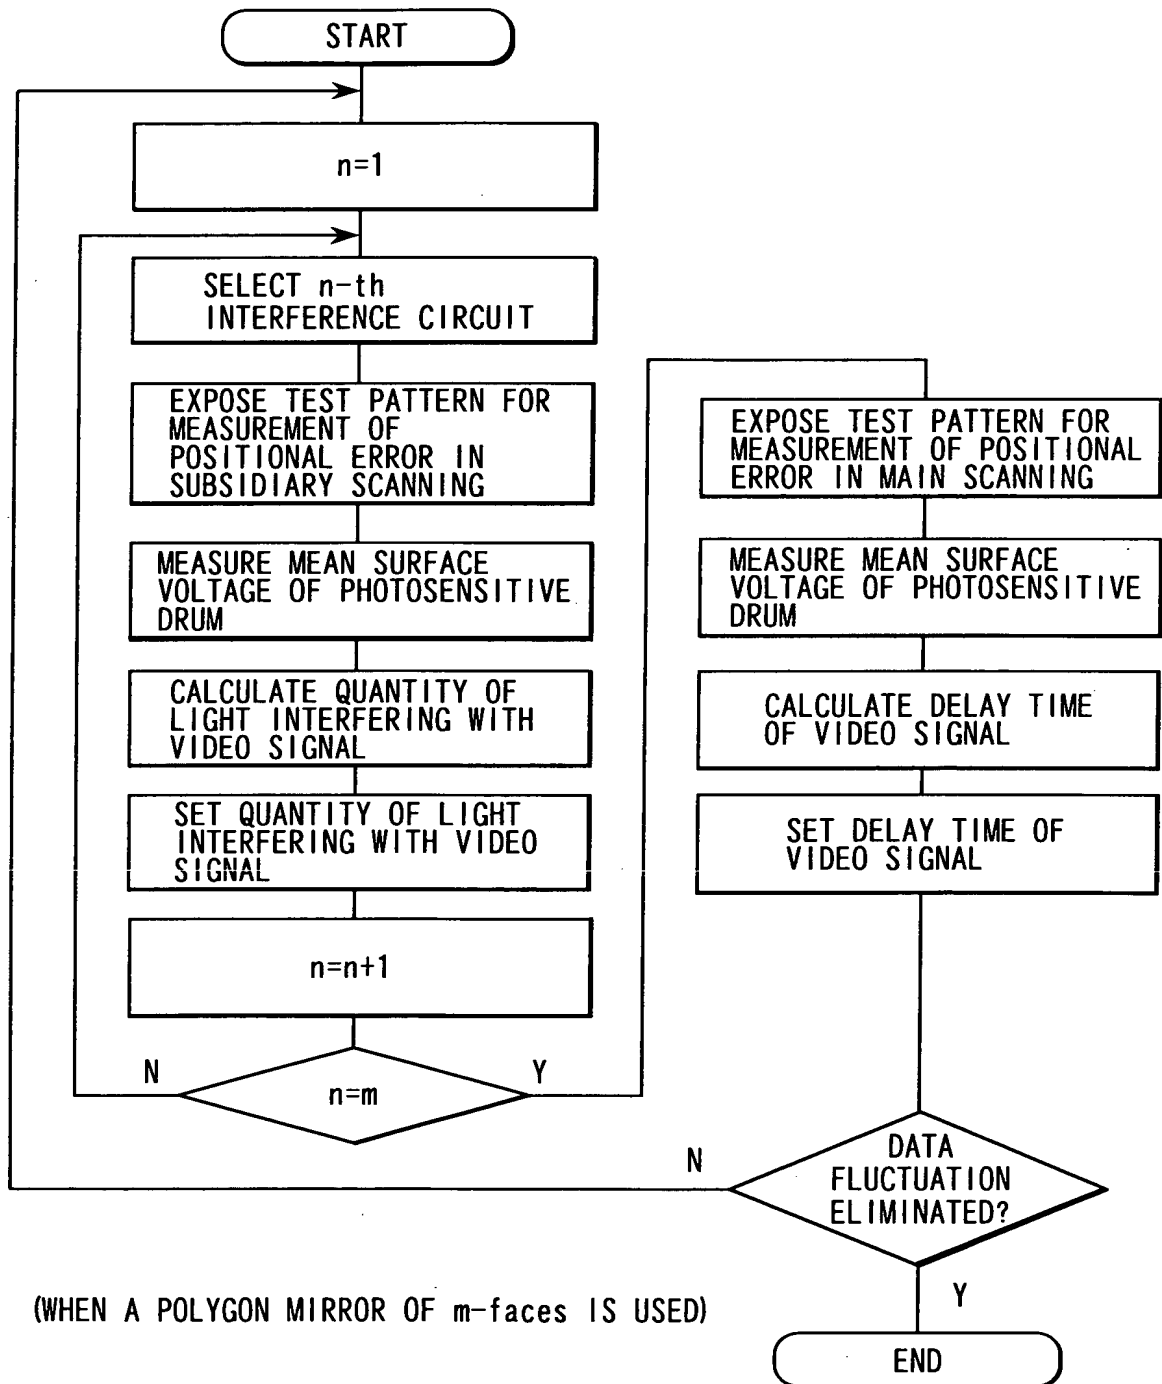 START
n=1
SELECT n-th
INTERFERENCE CIRCUIT
EXPOSE TEST PATTERN FOR
MEASUREMENT OF
POSITIONAL ERROR IN
SUBSIDIARY SCANNING
MEASURE MEAN SURFACE
VOLTAGE OF PHOTOSENSITIVE
DRUM
CALCULATE QUANTITY OF
LIGHT INTERFERING WITH
VIDEO SIGNAL
SET QUANTITY OF LIGHT
INTERFERING WITH VIDEO
SIGNAL
n=n+1
N
n=m
Y
EXPOSE TEST PATTERN FOR
MEASUREMENT OF POSITIONAL
ERROR IN MAIN SCANNING
MEASURE MEAN SURFACE
VOLTAGE OF PHOTOSENSITIVE
DRUM
CALCULATE DELAY TIME
OF VIDEO SIGNAL
SET DELAY TIME OF
VIDEO SIGNAL
N
DATA
FLUCTUATION
ELIMINATED?
Y
END
(WHEN A POLYGON MIRROR OF m-faces IS USED)